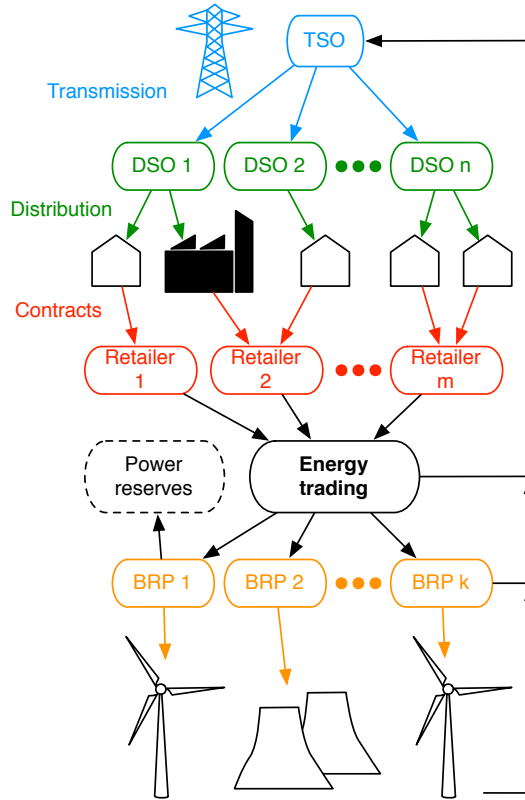 TSO
Transmission
DSO 1
DSO 2
DSO n
Distribution
Contracts
Retailer
1
Retailer
2
Retailer
m
Power
reserves
Energy
trading
BRP 1
BRP 2
BRP k